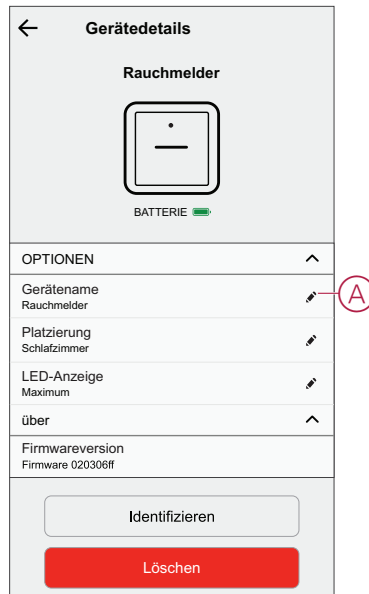 Gerätedetails
Rauchmelder
BATTERIE
OPTIONEN
Gerätename
Rauchmelder
A
Platzierung
Schlafzimmer
LED-Anzeige
Maximum
über
Firmwareversion
Firmware 020306ff
Identifizieren
Löschen